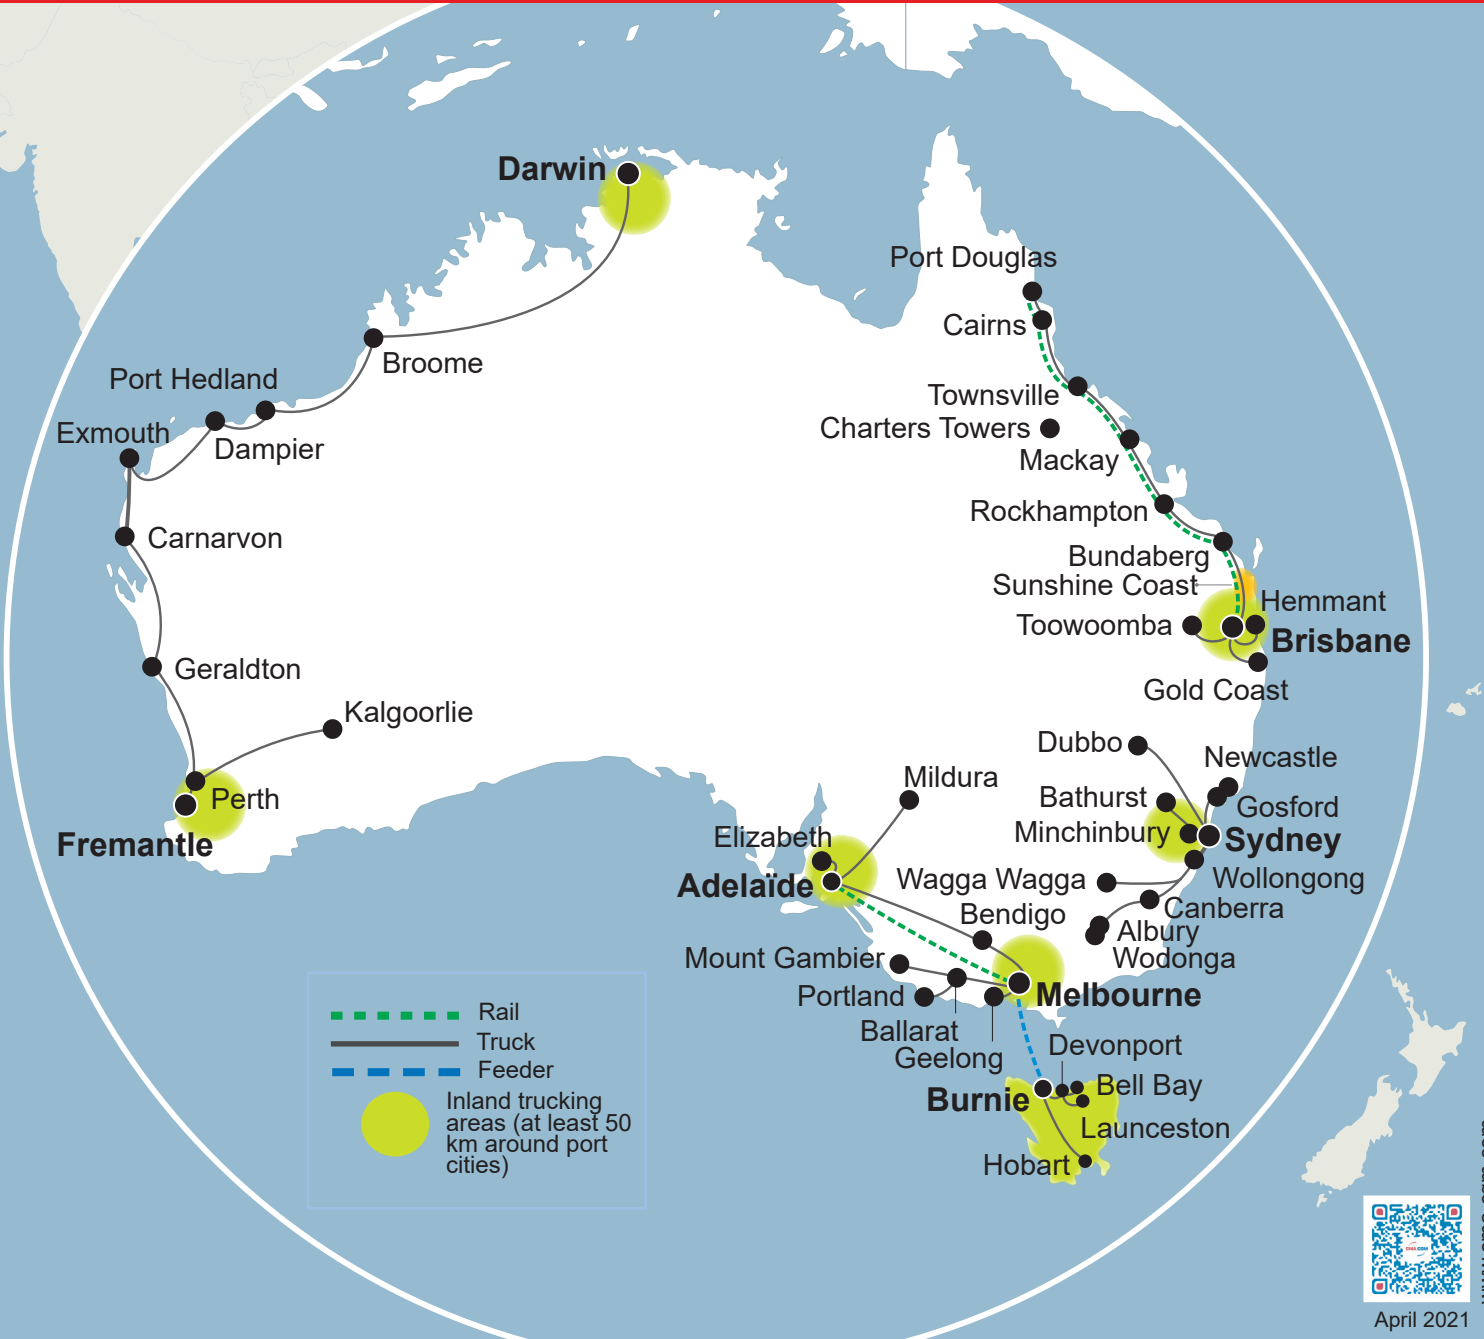 Darwin
Port Douglas
Cairns
Broome
Port Hedland
Townsville
Exmouth
Charters Towers
Dampier
Mackay
Rockhampton
Carnarvon
Bundaberg
Sunshine Coast
Hemmant
Toowoomba
Brisbane
Geraldton
Gold Coast
Kalgoorlie
Dubbo
Newcastle
Mildura
Bathurst
Perth
Gosford
Minchinbury
Elizabeth
Sydney
Fremantle
Wagga Wagga
Wollongong
Adelaïde
Canberra
Bendigo
Albury
Mount Gambier
Wodonga
Portland
Melbourne
Rail
Ballarat
Truck
Devonport
Geelong
Feeder
Bell Bay
Burnie
Inland trucking
areas (at least 50
km around port
cities)
Launceston
Hobart
CMA CGM
April 2021